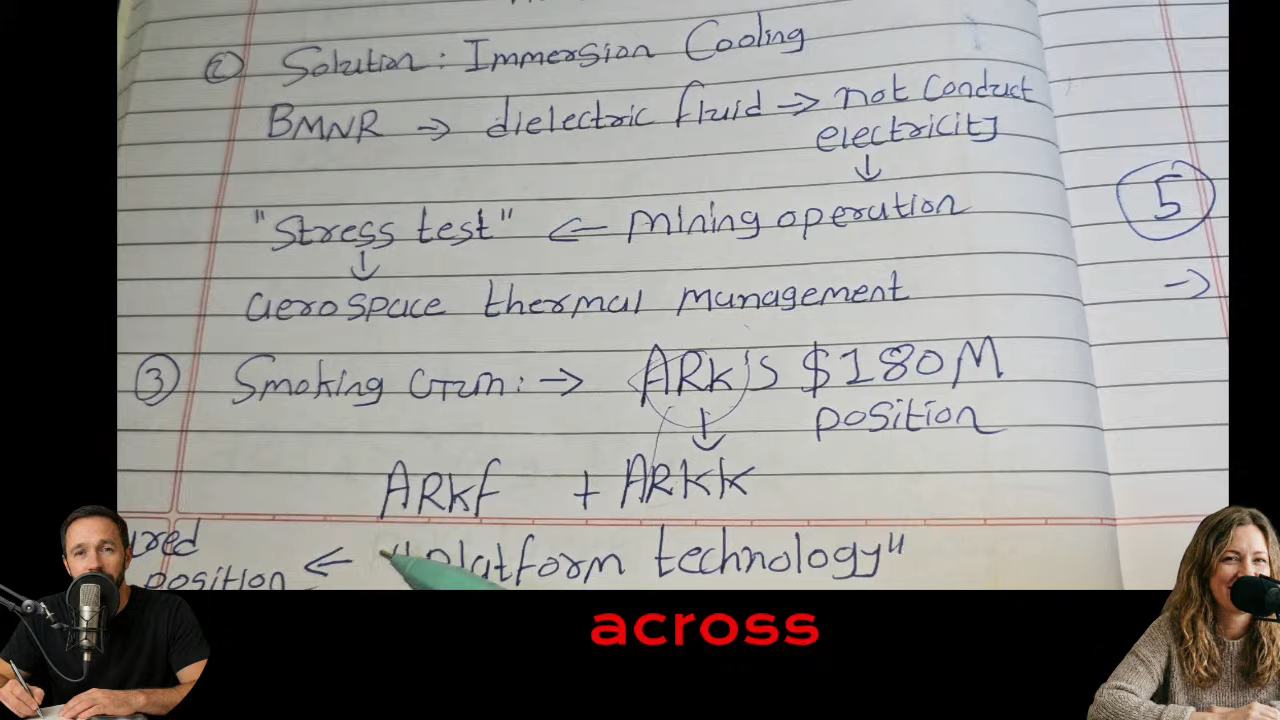 ② Solution: Immersion Cooling
BMNR → dielectric fluid → not conduct
electricity
↓
"Stress test" ← mining operation
↓
5
aerospace thermal management
→
③ Smoking Gun: → ARK's $180M
↓ position
ARKF + ARKK
ured
position ← "platform technology"
across